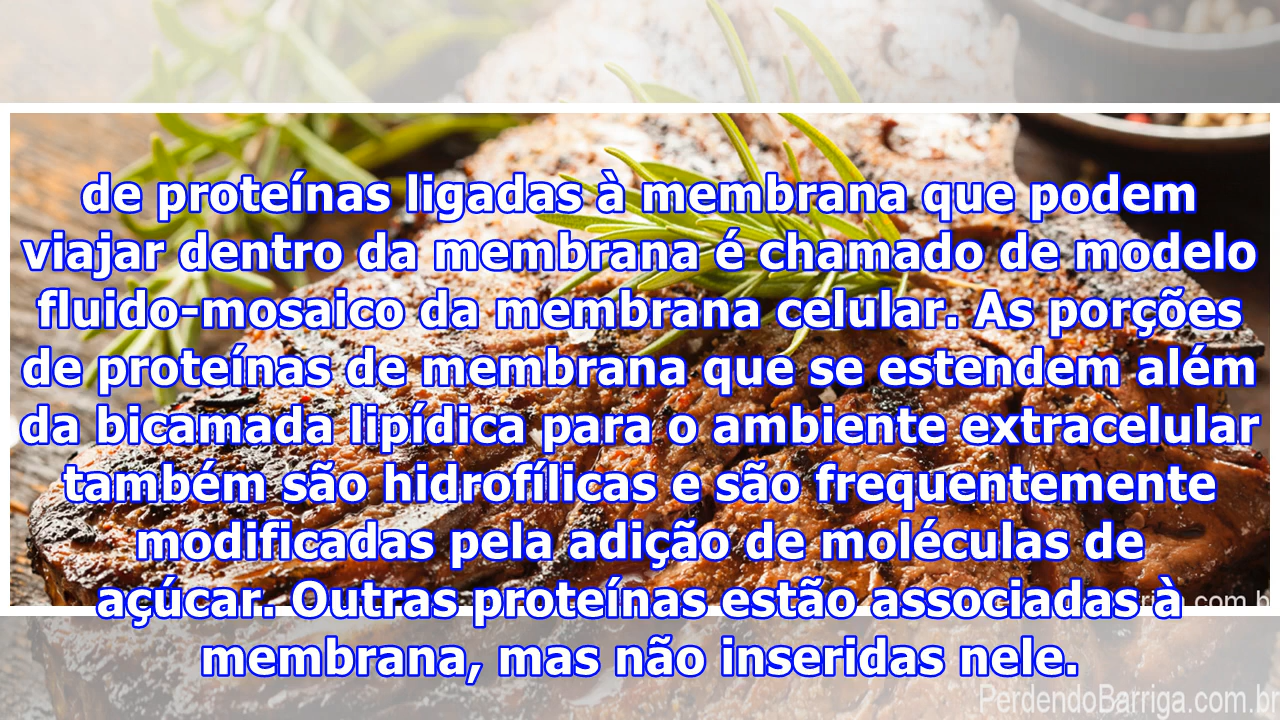 de proteínas ligadas à membrana que podem
viajar dentro da membrana é chamado de modelo
fluido-mosaico da membrana celular. As porções
de proteínas de membrana que se estendem além
da bicamada lipídica para o ambiente extracelular
também são hidrofílicas e são frequentemente
modificadas pela adição de moléculas de
açúcar. Outras proteínas estão associadas à
membrana, mas não inseridas nele.
PerdendoBarriga.com.br